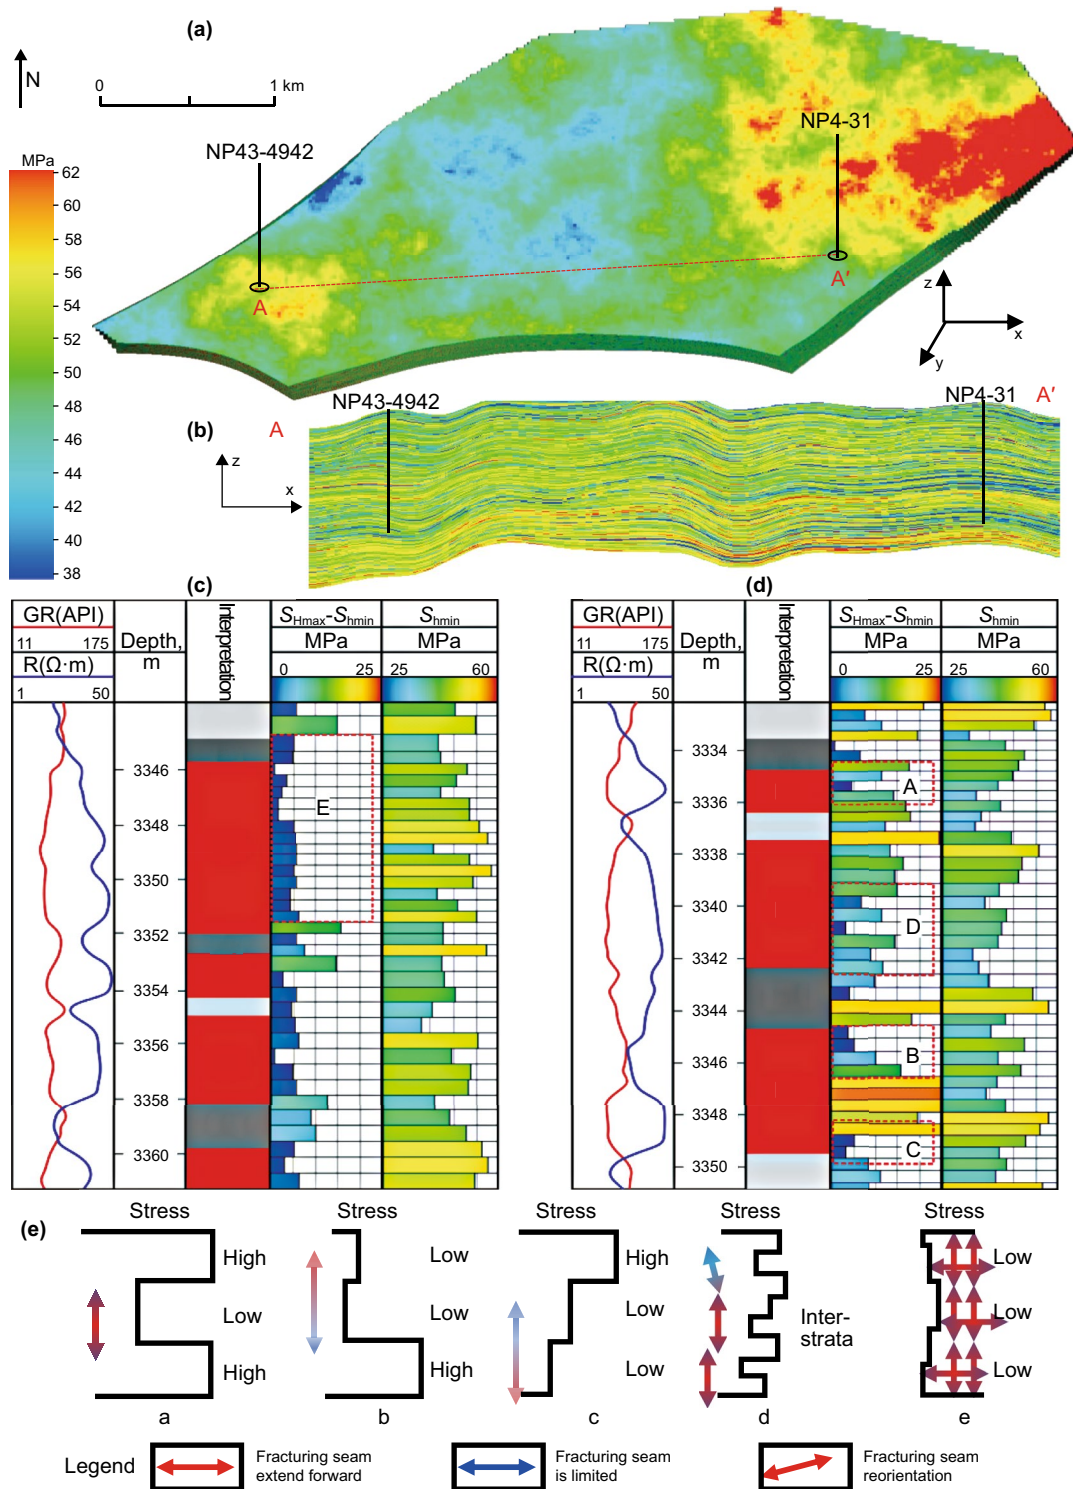 (a)
N
0 1 km
NP43-4942
NP4-31
MPa
62
60
58
56
54
52
50
48
46
44
42
40
38
A
A′
z
x
y
NP43-4942
NP4-31
A
A′
(b)
z
x
(c)
GR(API)
11 175
R(Ω·m)
1 50
Depth, m
Interpretation
SHmax-Shmin
MPa
0 25
Shmin
MPa
25 60
3346
3348
3350
3352
3354
3356
3358
3360
E
(d)
GR(API)
11 175
R(Ω·m)
1 50
Depth, m
Interpretation
SHmax-Shmin
MPa
0 25
Shmin
MPa
25 60
3334
3336
3338
3340
3342
3344
3346
3348
3350
A
D
B
C
(e)
Stress
High
Low
High
a
Stress
Low
Low
High
b
Stress
High
Low
Low
c
Stress
Inter-
strata
d
Low
Low
Low
e
Legend
Fracturing seam
extend forward
Fracturing seam
is limited
Fracturing seam
reorientation
Stress